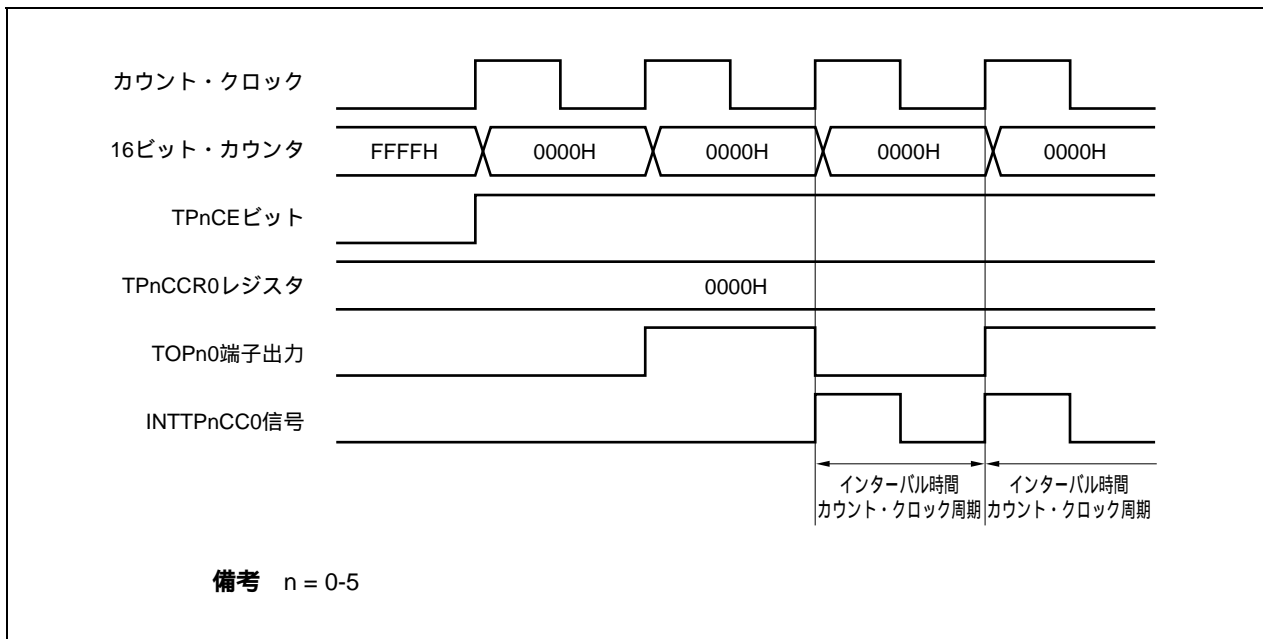 カウント・クロック
16ビット・カウンタ FFFFH 0000H 0000H 0000H 0000H
TPnCEビット
TPnCCR0レジスタ 0000H
TOPn0端子出力
INTTPnCC0信号
インターバル時間 インターバル時間
カウント・クロック周期 カウント・クロック周期
備考 n = 0-5